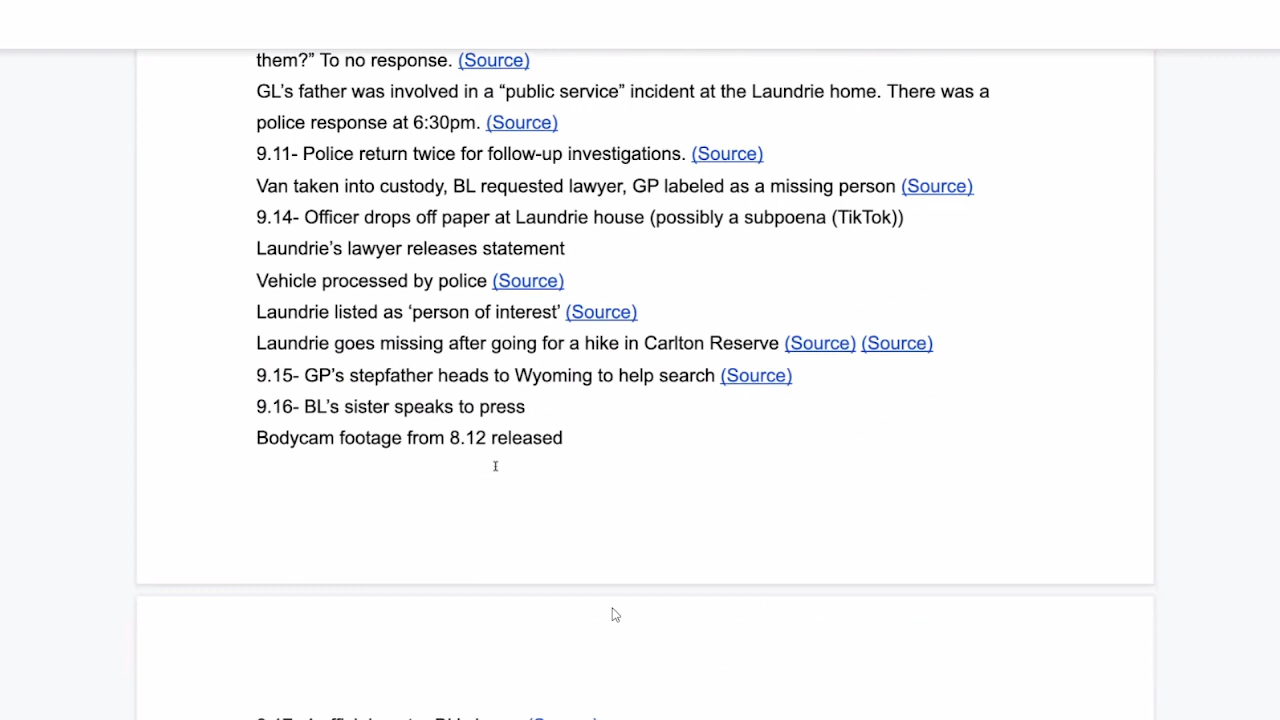 them?” To no response. (Source)
GL’s father was involved in a “public service” incident at the Laundrie home. There was a
police response at 6:30pm. (Source)
9.11- Police return twice for follow-up investigations. (Source)
Van taken into custody, BL requested lawyer, GP labeled as a missing person (Source)
9.14- Officer drops off paper at Laundrie house (possibly a subpoena (TikTok))
Laundrie’s lawyer releases statement
Vehicle processed by police (Source)
Laundrie listed as ‘person of interest’ (Source)
Laundrie goes missing after going for a hike in Carlton Reserve (Source) (Source)
9.15- GP’s stepfather heads to Wyoming to help search (Source)
9.16- BL’s sister speaks to press
Bodycam footage from 8.12 released